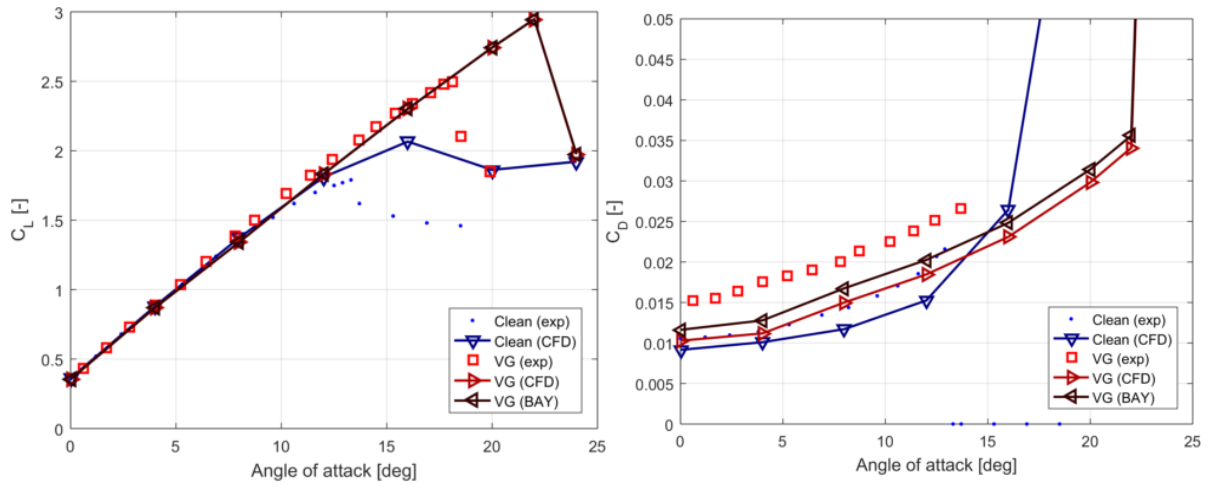 3
2.5
2
1.5
1
0.5
0
C_L [-]
0
5
10
15
20
25
Angle of attack [deg]
Clean (exp)
Clean (CFD)
VG (exp)
VG (CFD)
VG (BAY)
0.05
0.045
0.04
0.035
0.03
0.025
0.02
0.015
0.01
0.005
0
C_D [-]
0
5
10
15
20
25
Angle of attack [deg]
Clean (exp)
Clean (CFD)
VG (exp)
VG (CFD)
VG (BAY)